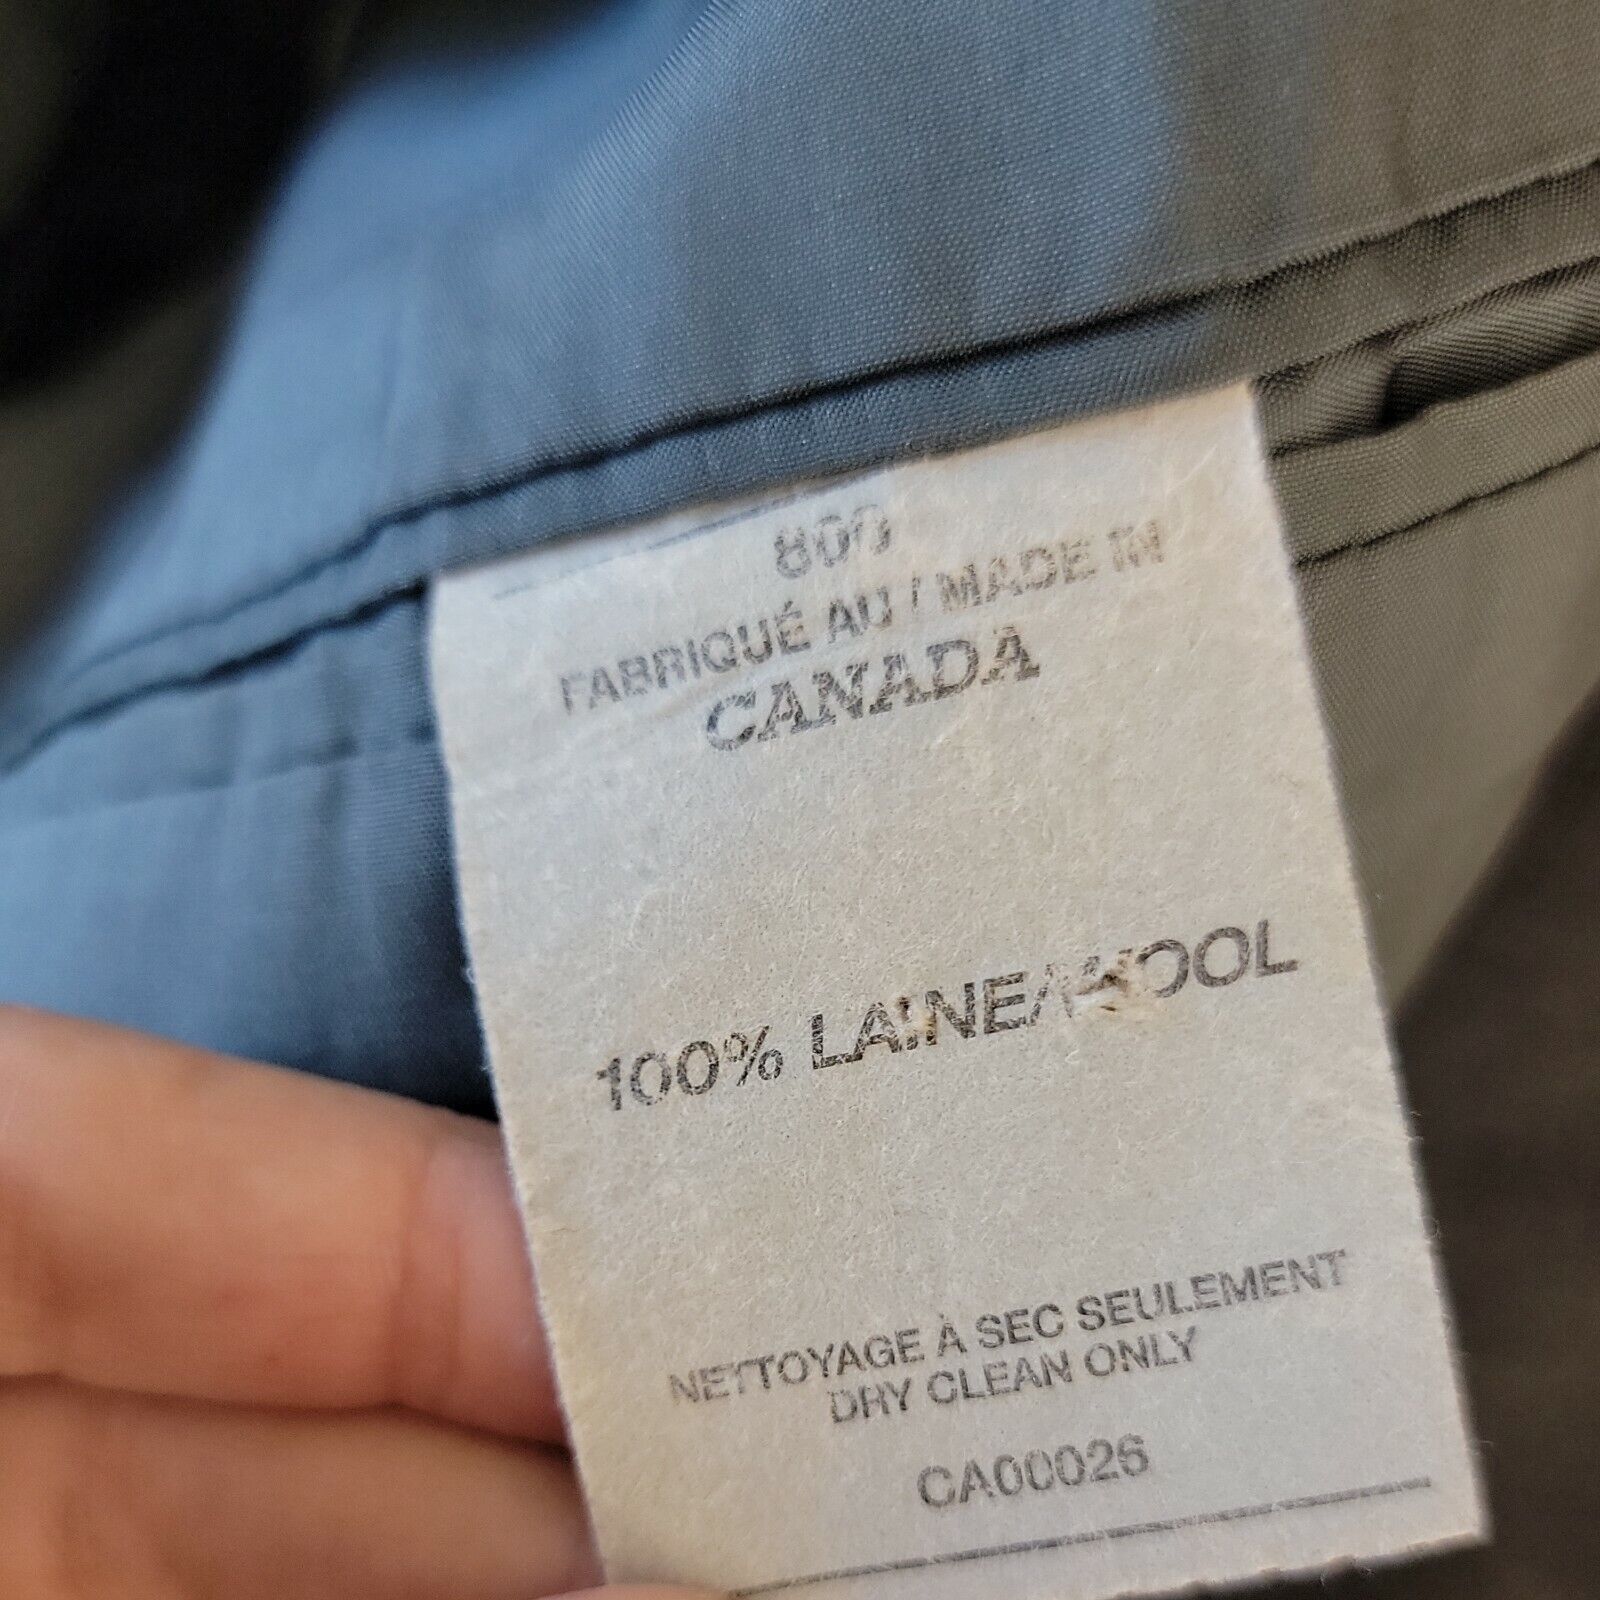 800
FABRIQUÉ AU / MADE IN
CANADA
100% LAINE/WOOL
NETTOYAGE À SEC SEULEMENT
DRY CLEAN ONLY
CA00026